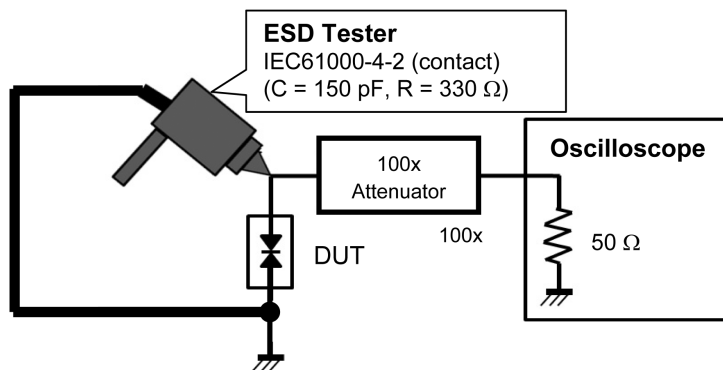 ESD Tester
IEC61000-4-2 (contact)
(C = 150 pF, R = 330 Ω)
100x
Attenuator
100x
Oscilloscope
50 Ω
DUT